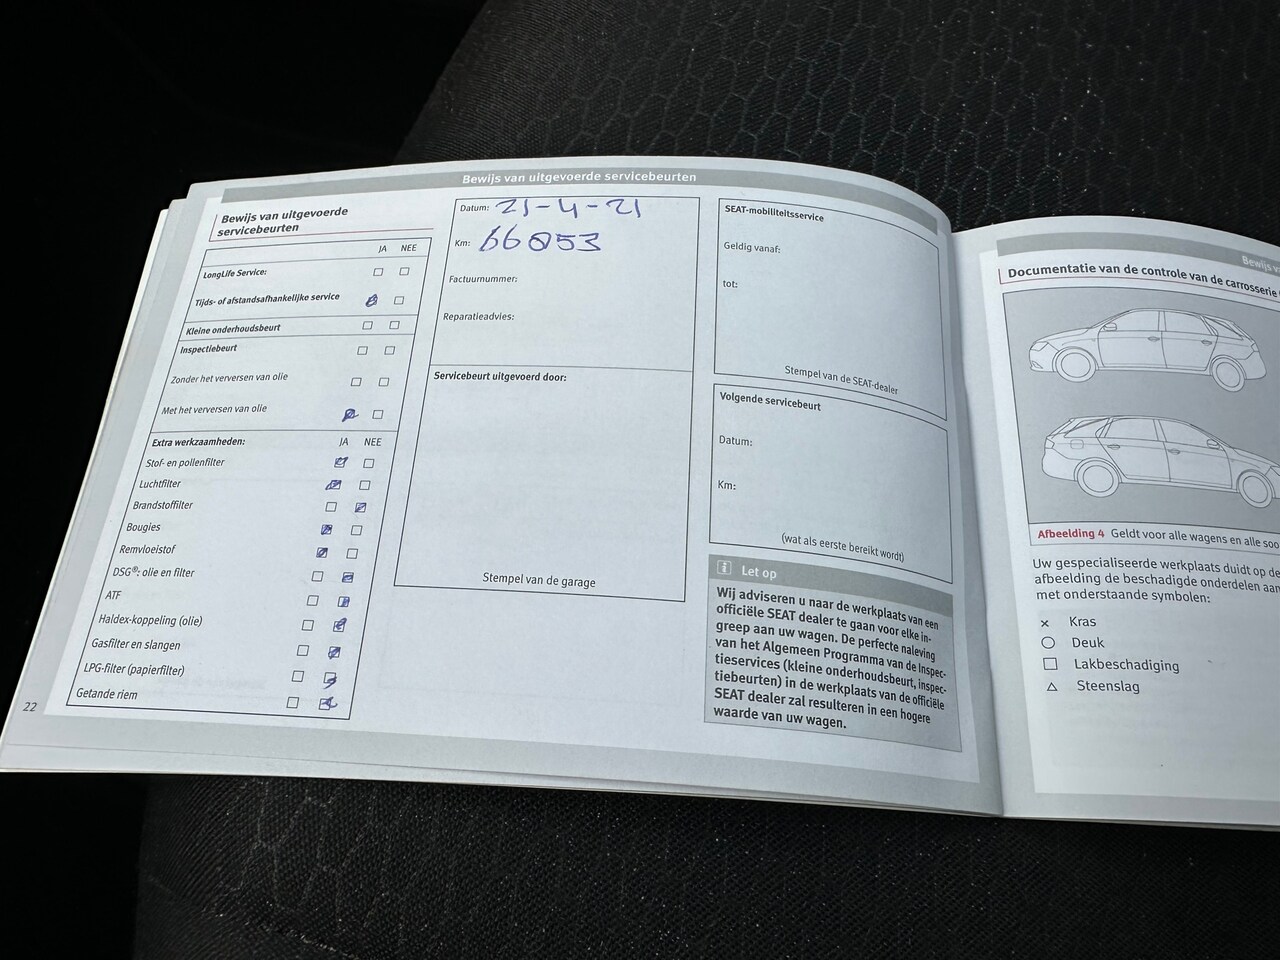 Bewijs van uitgevoerde servicebeurten
Bewijs van uitgevoerde
servicebeurten
JA NEE
LongLife Service:
Tijds- of afstandsafhankelijke service
Kleine onderhoudsbeurt
Inspectiebeurt
Zonder het verversen van olie
Met het verversen van olie
Extra werkzaamheden: JA NEE
Stof- en pollenfilter
Luchtfilter
Brandstoffilter
Bougies
Remvloeistof
DSG®: olie en filter
ATF
Haldex-koppeling (olie)
Gasfilter en slangen
LPG-filter (papierfilter)
Getande riem
22
Datum: 21-4-21
Km: 66053
Factuurnummer:
Reparatieadvies:
Servicebeurt uitgevoerd door:
Stempel van de garage
SEAT-mobiliteitsservice
Geldig vanaf:
tot:
Stempel van de SEAT-dealer
Volgende servicebeurt
Datum:
Km:
(wat als eerste bereikt wordt)
i Let op
Wij adviseren u naar de werkplaats van een
officiële SEAT dealer te gaan voor elke in-
greep aan uw wagen. De perfecte naleving
van het Algemeen Programma van de Inspec-
tieservices (kleine onderhoudsbeurt, inspec-
tiebeurten) in de werkplaats van de officiële
SEAT dealer zal resulteren in een hogere
waarde van uw wagen.
Bewijs
Documentatie van de controle van de carrosserie
Afbeelding 4 Geldt voor alle wagens en alle soo
Uw gespecialiseerde werkplaats duidt op de
afbeelding de beschadigde onderdelen aan
met onderstaande symbolen:
× Kras
○ Deuk
□ Lakbeschadiging
△ Steenslag